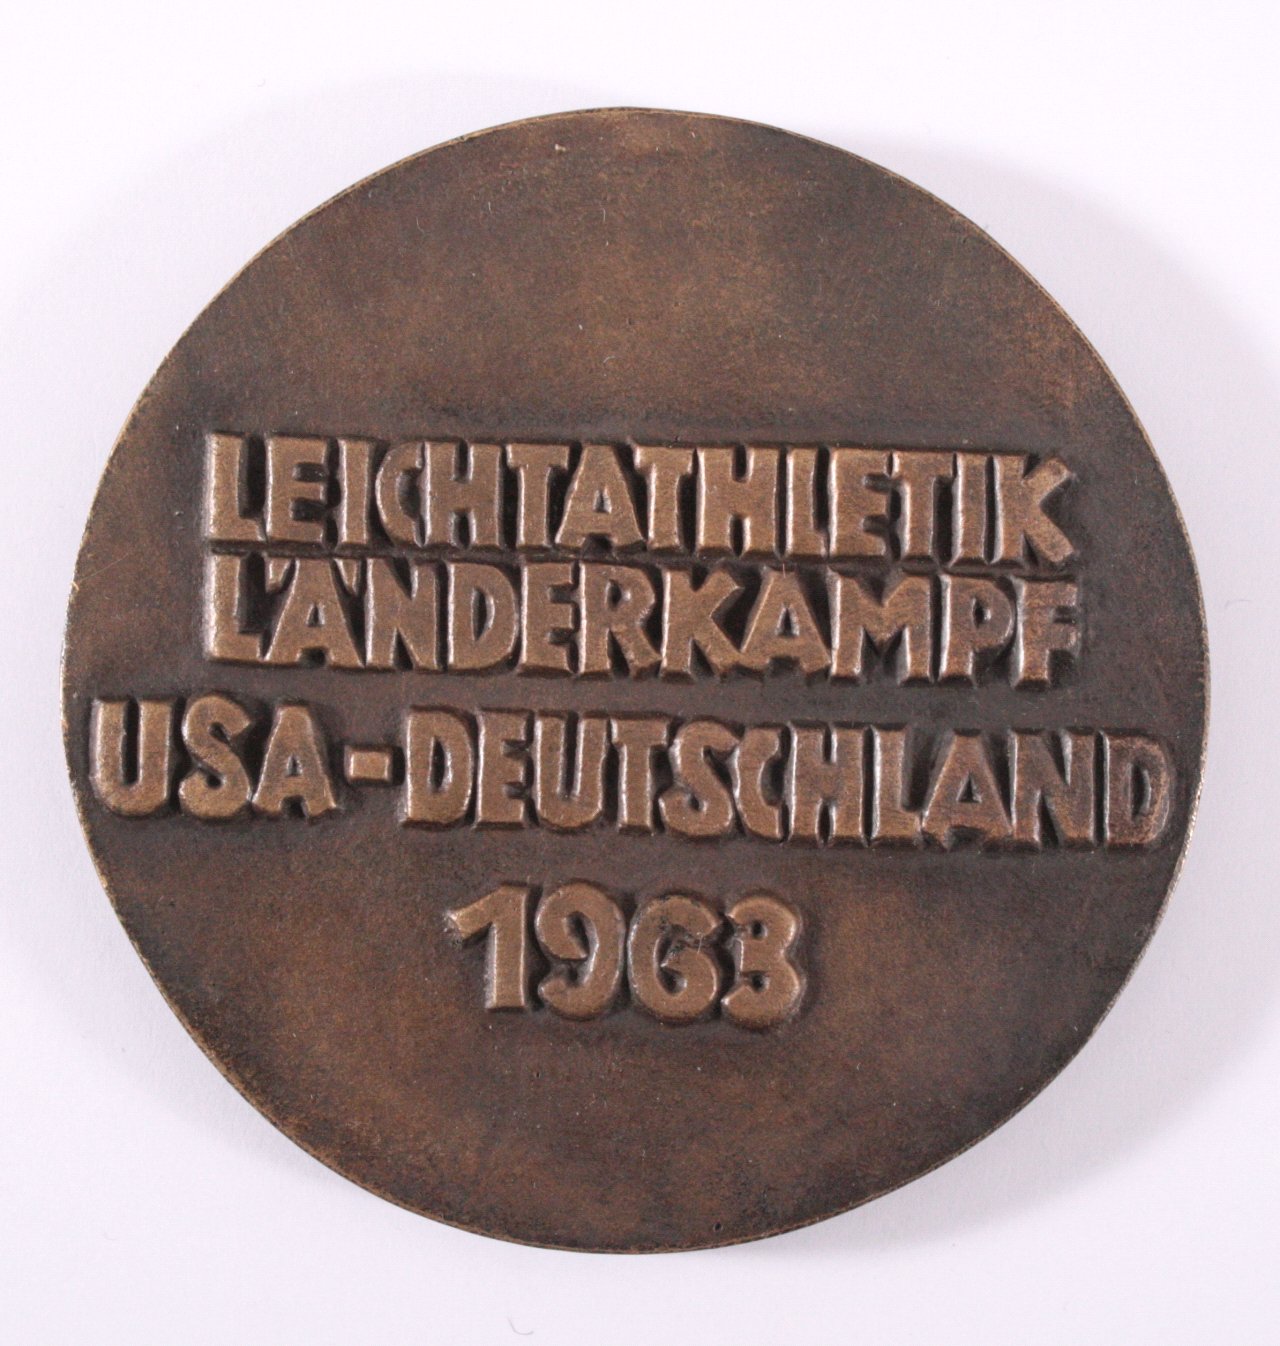 LEICHTATHLETIK
LÄNDERKAMPF
USA-DEUTSCHLAND
1963